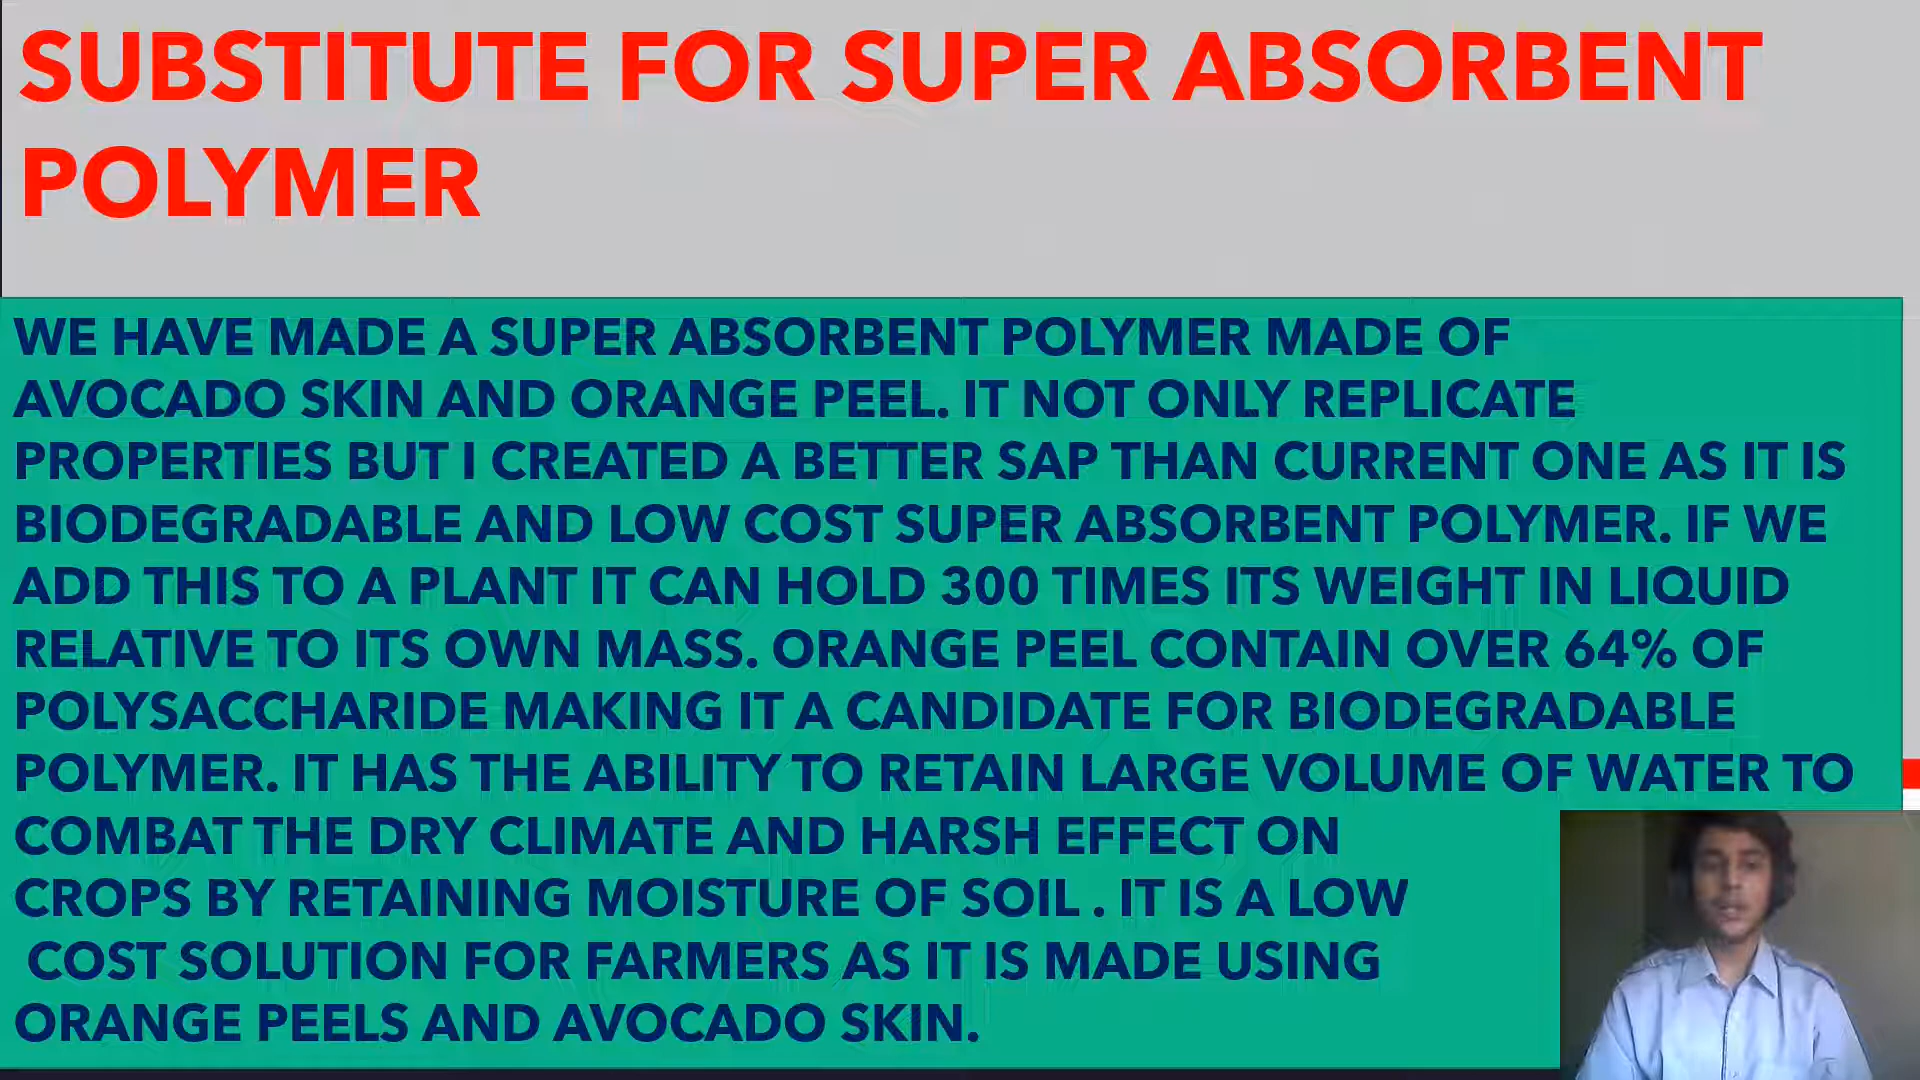 SUBSTITUTE FOR SUPER ABSORBENT
POLYMER
WE HAVE MADE A SUPER ABSORBENT POLYMER MADE OF
AVOCADO SKIN AND ORANGE PEEL. IT NOT ONLY REPLICATE
PROPERTIES BUT I CREATED A BETTER SAP THAN CURRENT ONE AS IT IS
BIODEGRADABLE AND LOW COST SUPER ABSORBENT POLYMER. IF WE
ADD THIS TO A PLANT IT CAN HOLD 300 TIMES ITS WEIGHT IN LIQUID
RELATIVE TO ITS OWN MASS. ORANGE PEEL CONTAIN OVER 64% OF
POLYSACCHARIDE MAKING IT A CANDIDATE FOR BIODEGRADABLE
POLYMER. IT HAS THE ABILITY TO RETAIN LARGE VOLUME OF WATER TO
COMBAT THE DRY CLIMATE AND HARSH EFFECT ON
CROPS BY RETAINING MOISTURE OF SOIL . IT IS A LOW
COST SOLUTION FOR FARMERS AS IT IS MADE USING
ORANGE PEELS AND AVOCADO SKIN.